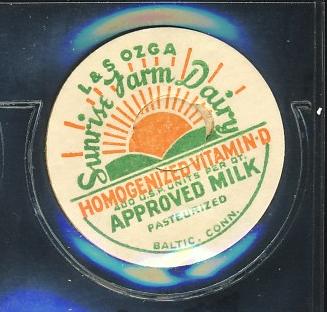 L & S OZGA
Sunrise Farm Dairy
HOMOGENIZED VITAMIN-D
400 U.S.P. UNITS PER QT.
APPROVED MILK
PASTEURIZED
BALTIC, CONN.